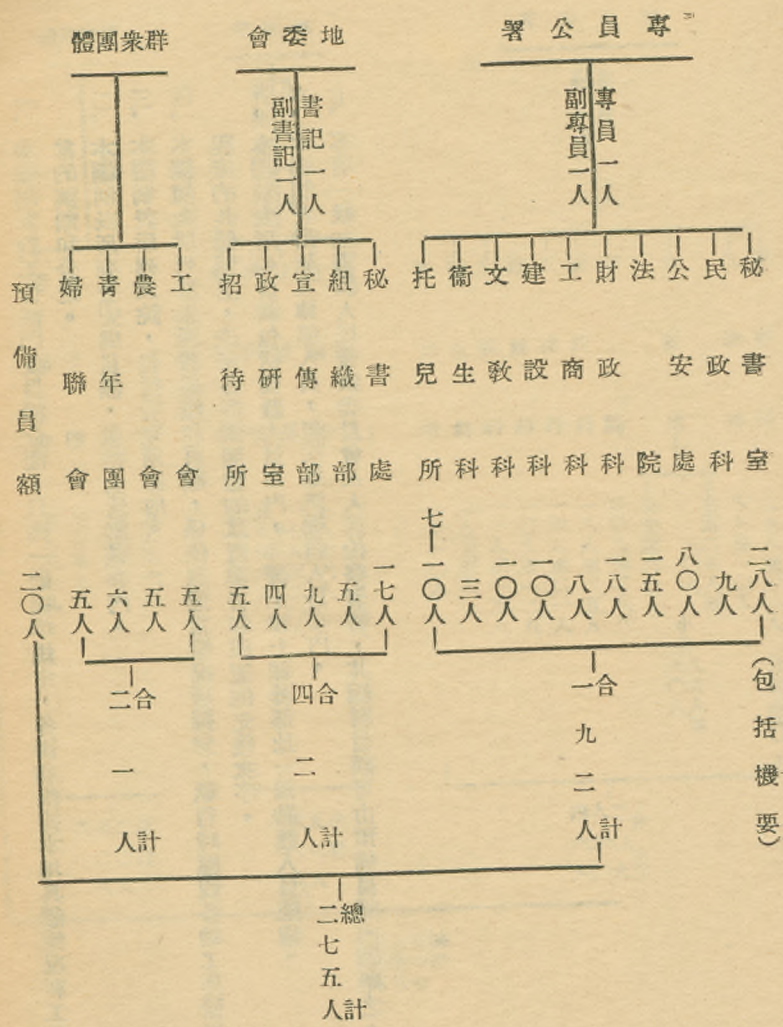 專員公署
專員一人
副專員一人
秘書室 二八人（包括機要）
民政科 九人
公安處 八〇人
法院 一五人
財政科 一八人
工商科 八人
建設科 一〇人
文敎科 一〇人
衞生科 三人
托兒所 七—一〇人
合計
一九二人
地委會
書記一人
副書記一人
秘書處 一七人
組織部 五人
宣傳部 九人
政研室 四人
招待所 五人
合計
四二人
群衆團體
工會 五人
農會 五人
青年團 六人
婦聯會 五人
合計
二一人
預備員額 二〇人
總計
二七五人